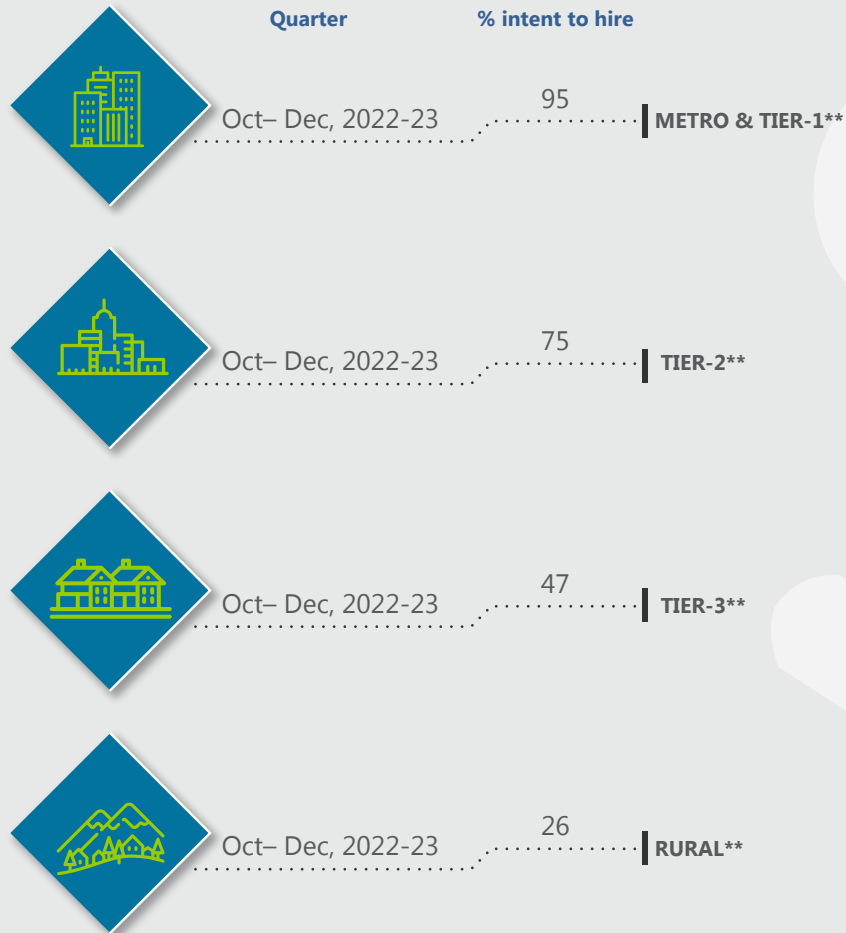 Quarter % intent to hire
95
Oct– Dec, 2022-23 METRO & TIER-1**
75
Oct– Dec, 2022-23 TIER-2**
47
Oct– Dec, 2022-23 TIER-3**
26
Oct– Dec, 2022-23 RURAL**